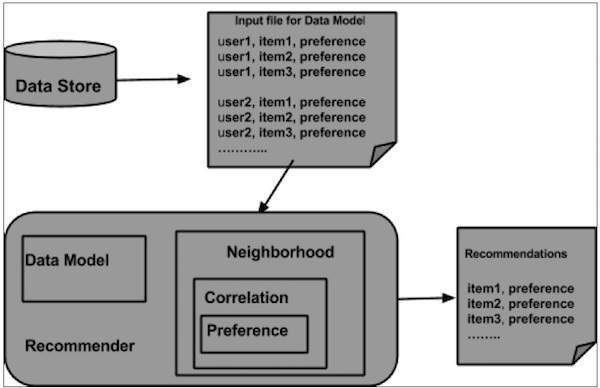 Input file for Data Model
user1, item1, preference
user1, item2, preference
user1, item3, preference
Data Store
user2, item1, preference
user2, item2, preference
user2, item3, preference
...........
Data Model
Neighborhood
Correlation
Preference
Recommender
Recommendations
item1, preference
item2, preference
item3, preference
........